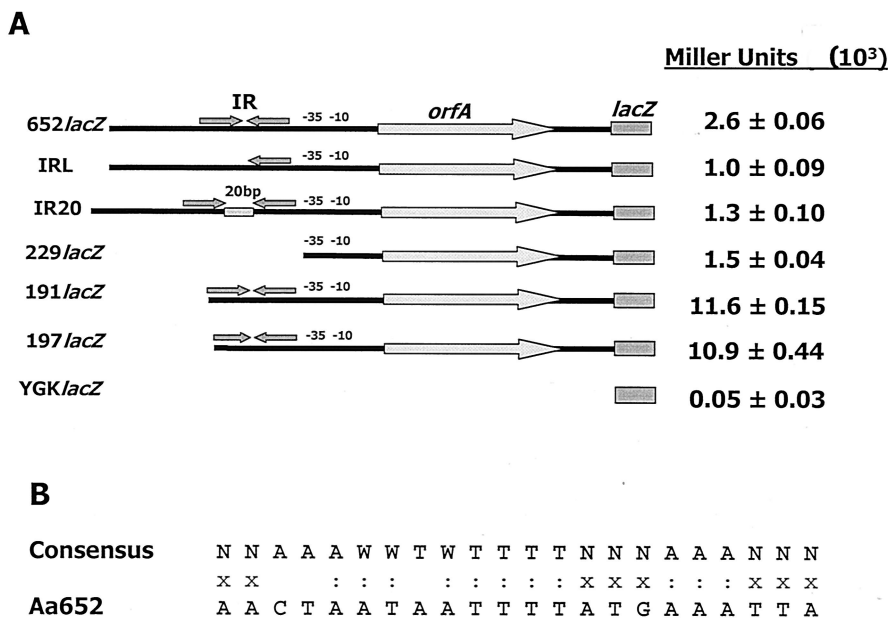 A
Miller Units (10³)
IR
-35 -10
orfA
lacZ
652lacZ
2.6 ± 0.06
IRL
-35 -10
1.0 ± 0.09
20bp
IR20
-35 -10
1.3 ± 0.10
229lacZ
-35 -10
1.5 ± 0.04
191lacZ
-35 -10
11.6 ± 0.15
197lacZ
-35 -10
10.9 ± 0.44
YGKlacZ
0.05 ± 0.03
B
Consensus N N A A A W W T W T T T T N N N A A A N N N
x x : : : : : : : : x x x : : : x x x
Aa652 A A C T A A T A A T T T T A T G A A A T T A